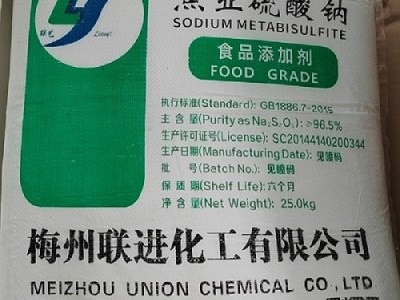 焦亚硫酸钠
SODIUM METABISULFITE
食品添加剂
FOOD GRADE
执行标准(Standard): GB1886.7-2015
主含量(Purity as Na₂S₂O₅): ≥96.5%
生产许可证号(License): SC20144140200344
生产日期(Manufacturing Date): 见喷码
批号(Batch No.): 见喷码
保质期(Shelf Life): 六个月
净含量(Net Weight): 25.0kg
梅州联进化工有限公司
MEIZHOU UNION CHEMICAL CO., LTD